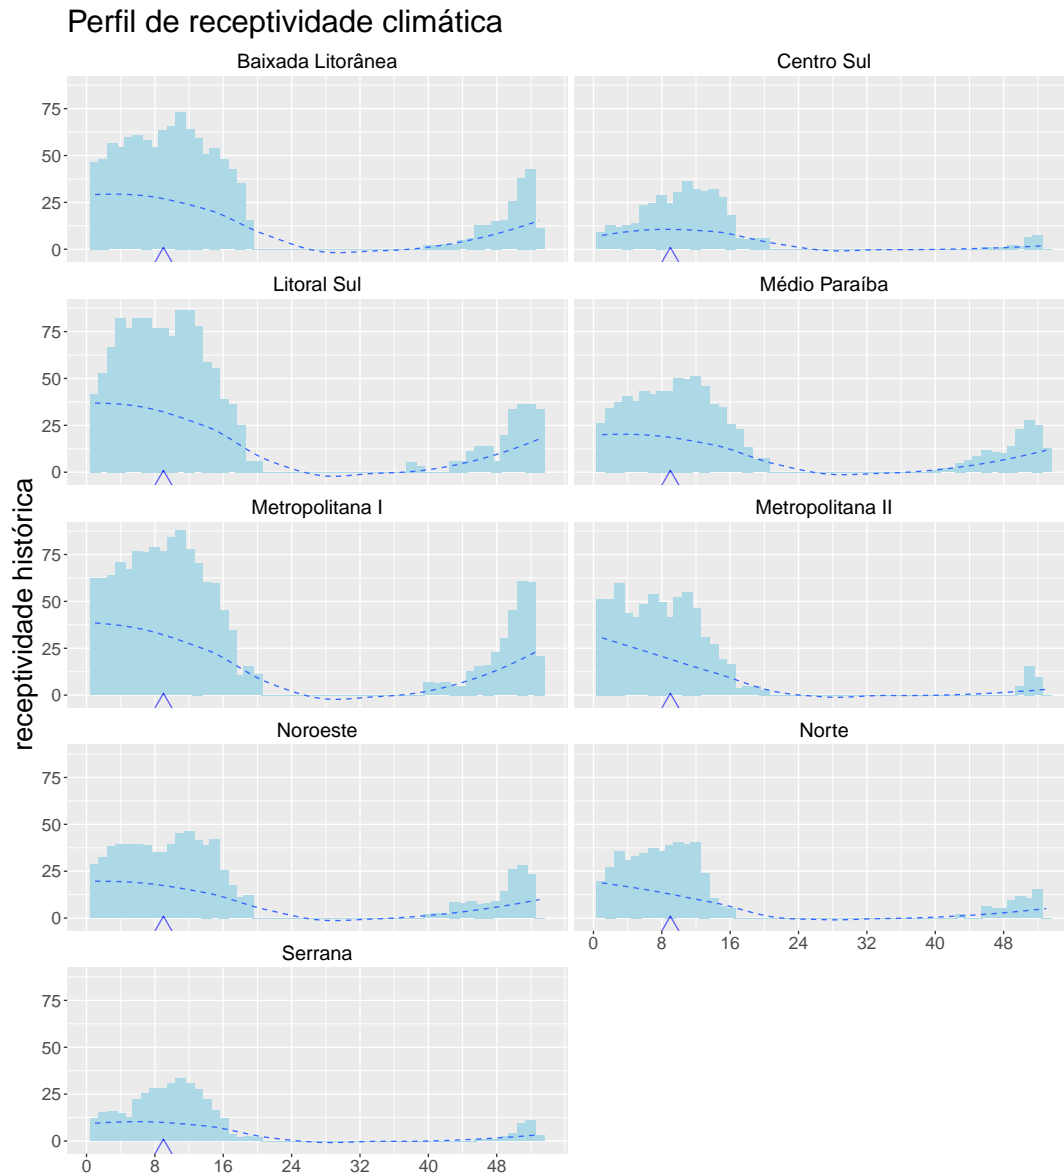 Perfil de receptividade climática
Baixada Litorânea
Centro Sul
75
50
25
0
Litoral Sul
Médio Paraíba
75
50
25
0
receptividade histórica
Metropolitana I
Metropolitana II
75
50
25
0
Noroeste
Norte
75
50
25
0
0 8 16 24 32 40 48
Serrana
75
50
25
0
0 8 16 24 32 40 48